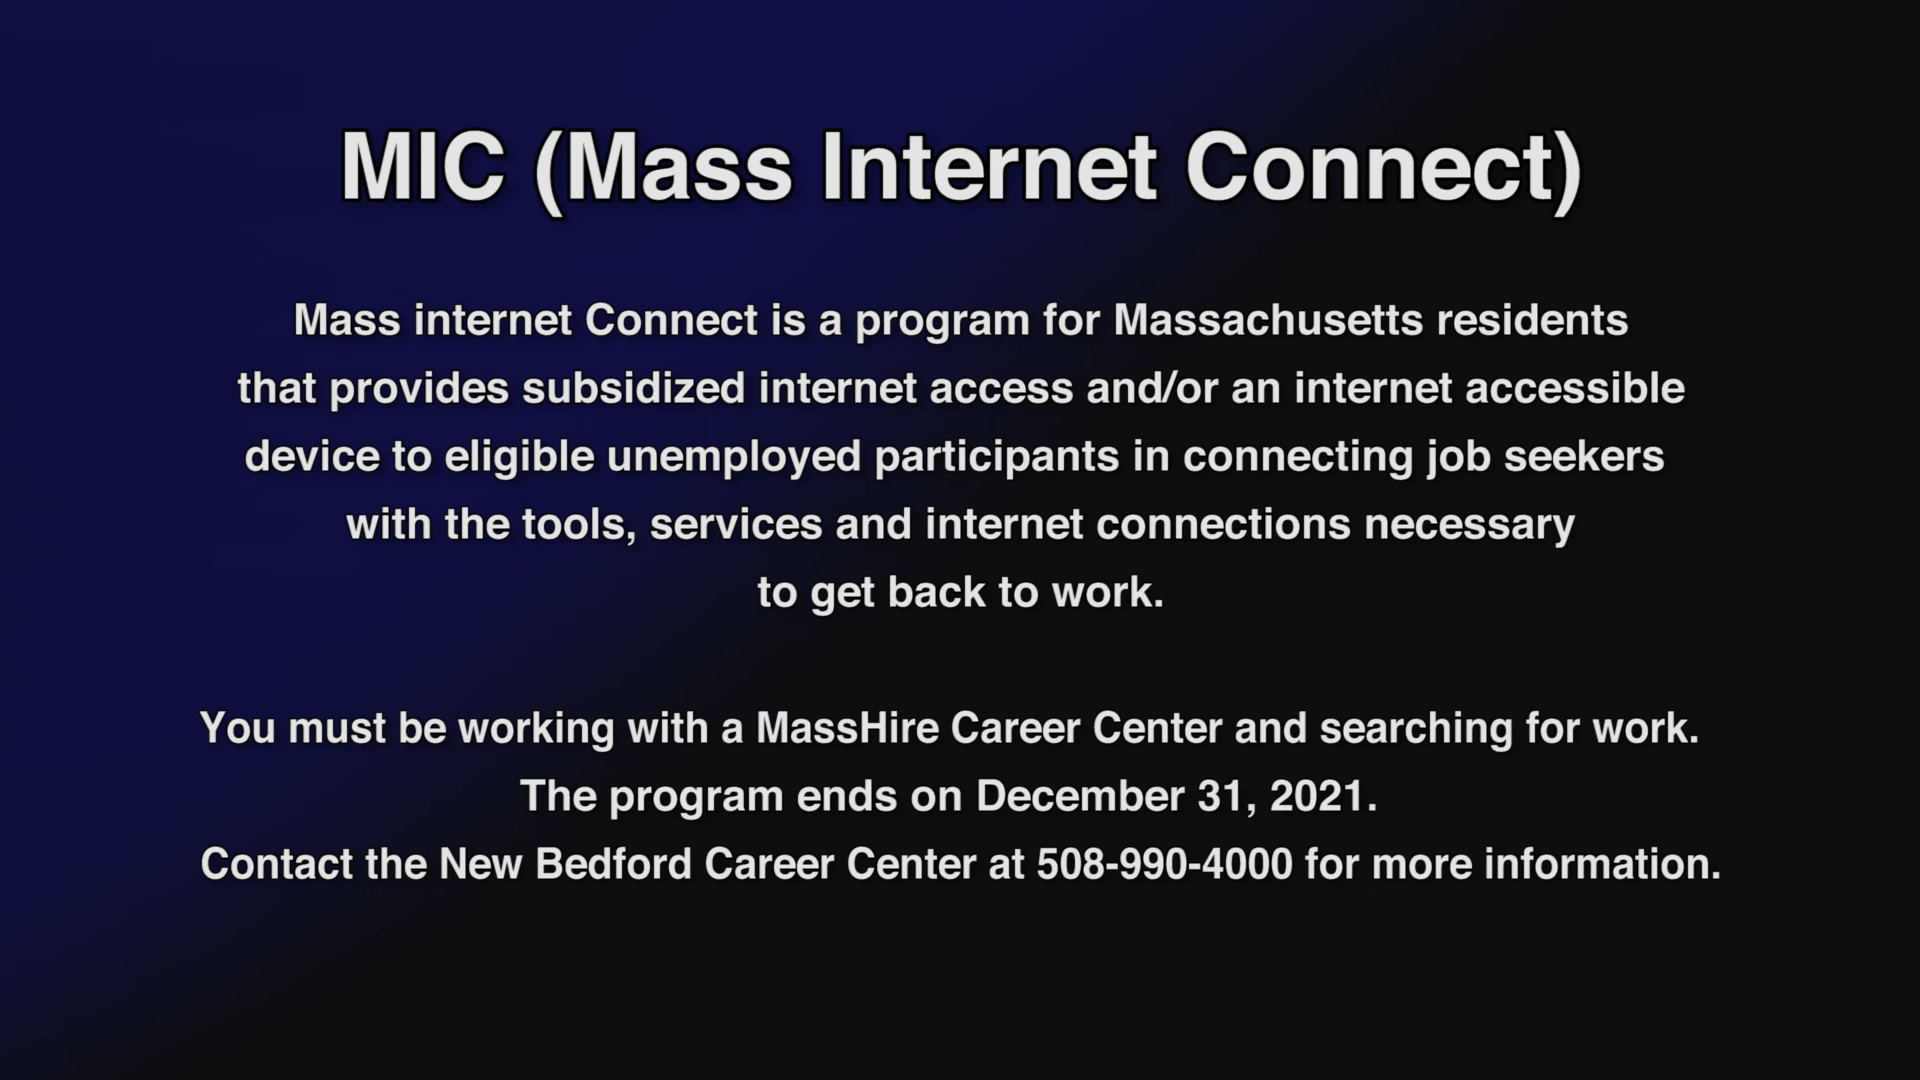 MIC (Mass Internet Connect)
Mass internet Connect is a program for Massachusetts residents
that provides subsidized internet access and/or an internet accessible
device to eligible unemployed participants in connecting job seekers
with the tools, services and internet connections necessary
to get back to work.
You must be working with a MassHire Career Center and searching for work.
The program ends on December 31, 2021.
Contact the New Bedford Career Center at 508-990-4000 for more information.